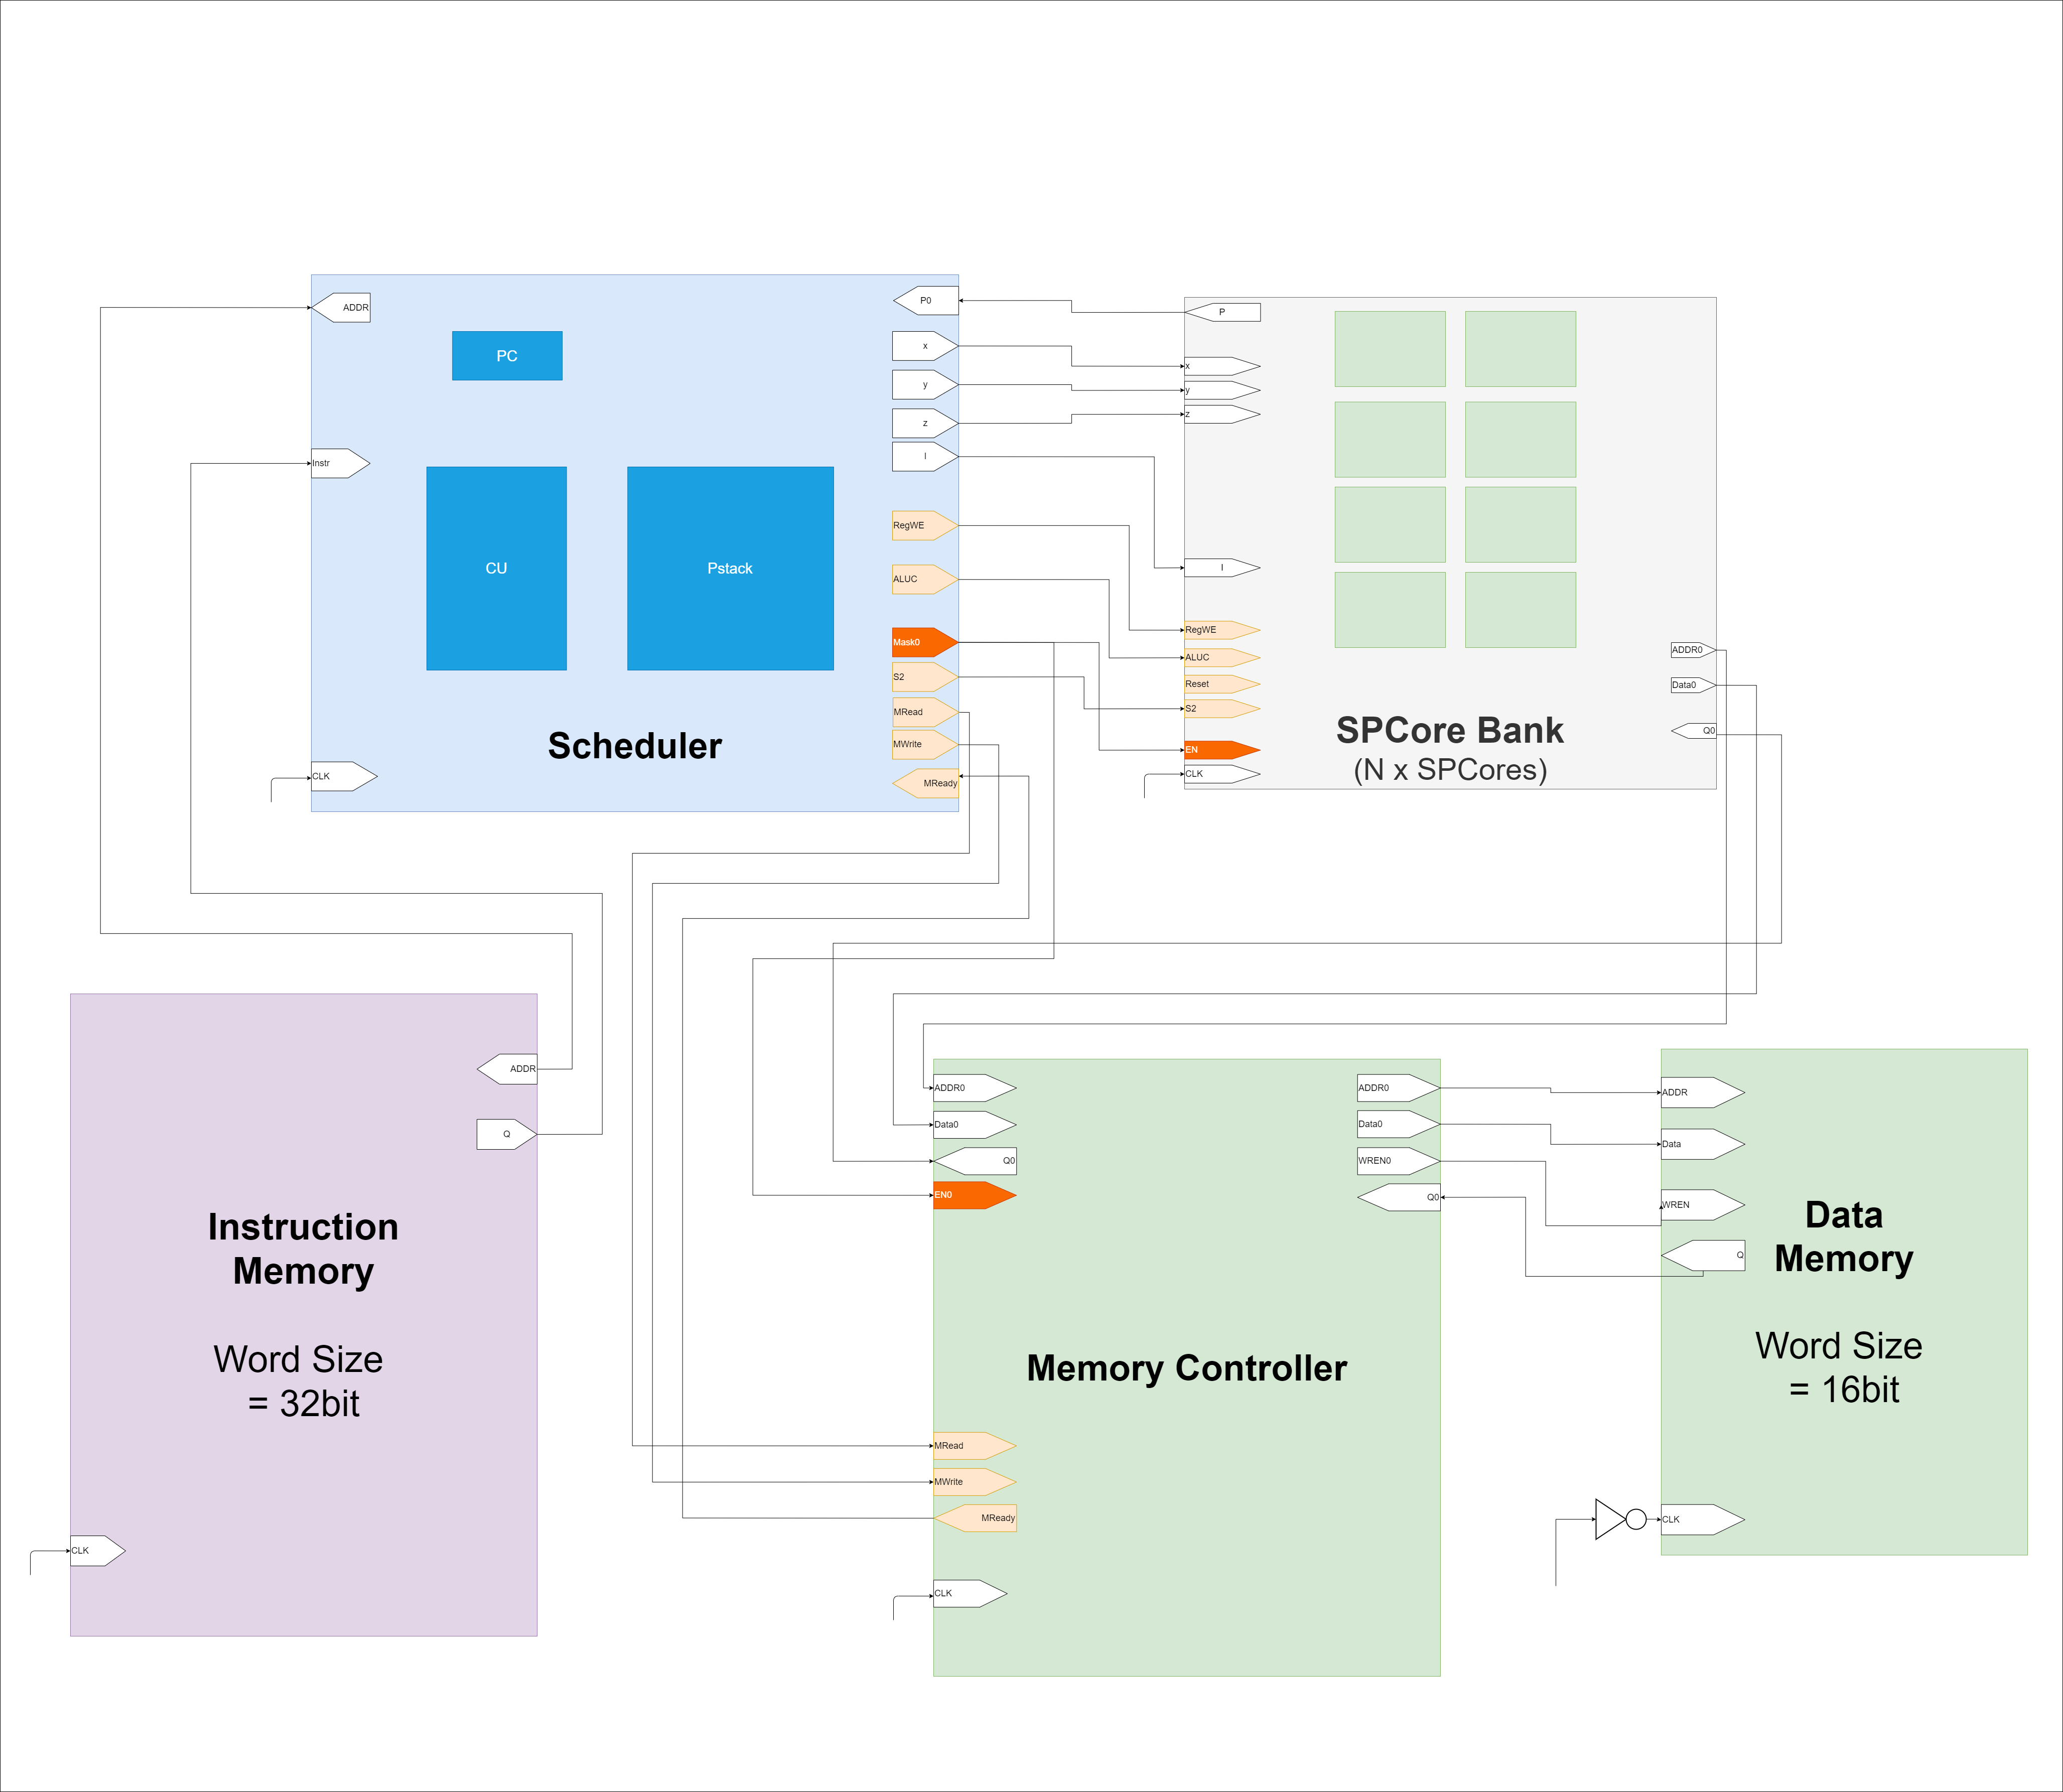 ADDR
PC
Instr
CU
Pstack
Scheduler
CLK
P0
x
y
z
I
RegWE
ALUC
Mask0
S2
MRead
MWrite
MReady
P
x
y
z
I
RegWE
ALUC
Reset
S2
EN
CLK
SPCore Bank
(N x SPCores)
ADDR0
Data0
Q0
ADDR
Q
Instruction
Memory
Word Size
= 32bit
CLK
ADDR0
Data0
Q0
EN0
Memory Controller
MRead
MWrite
MReady
CLK
ADDR0
Data0
WREN0
Q0
ADDR
Data
WREN
Q
Data
Memory
Word Size
= 16bit
CLK